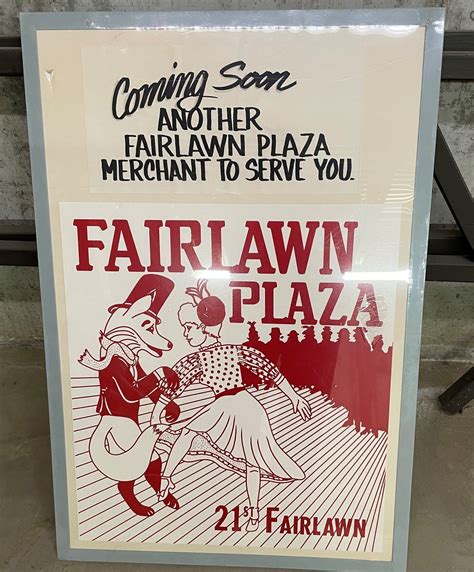 Coming Soon
ANOTHER
FAIRLAWN PLAZA
MERCHANT TO SERVE YOU.
FAIRLAWN
PLAZA
21ST FAIRLAWN